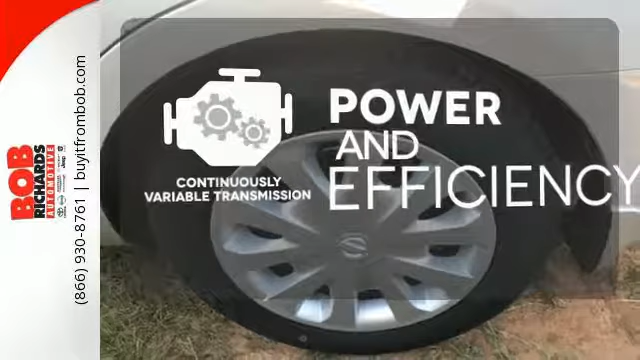 BOB
RICHARDS
AUTOMOTIVE
(866) 930-8761 | buyitfrombob.com
CONTINUOUSLY
VARIABLE TRANSMISSION
POWER
AND
EFFICIENCY